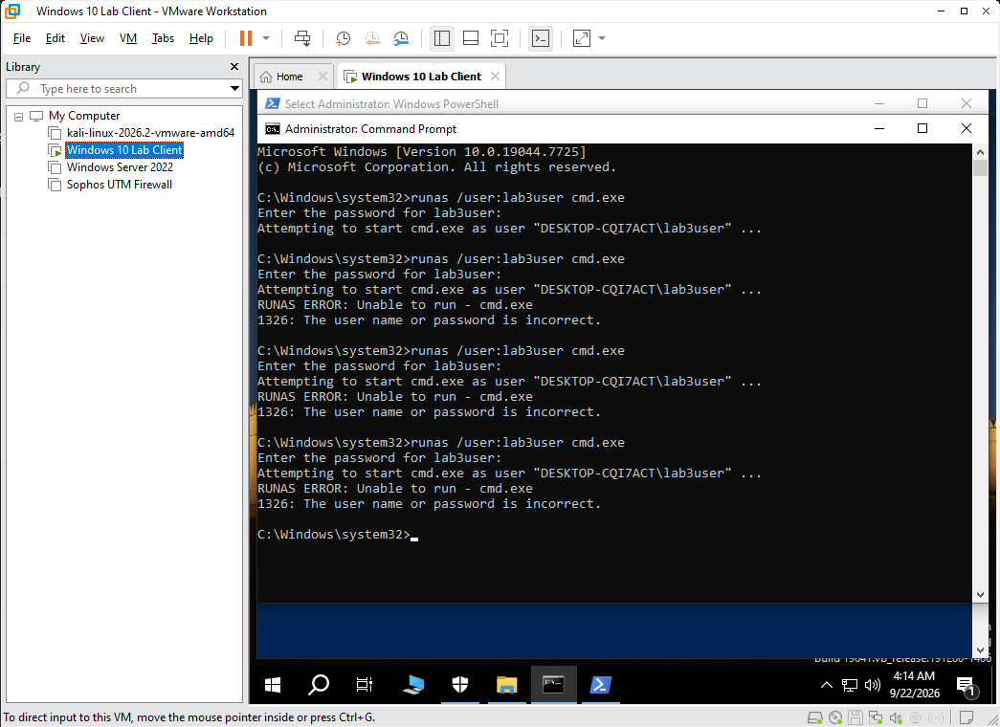 Windows 10 Lab Client - VMware Workstation
File Edit View VM Tabs Help
Library
Type here to search
My Computer
kali-linux-2026.2-vmware-amd64
Windows 10 Lab Client
Windows Server 2022
Sophos UTM Firewall
Home
Windows 10 Lab Client
Select Administrator: Windows PowerShell
Administrator: Command Prompt
Microsoft Windows [Version 10.0.19044.7725]
(c) Microsoft Corporation. All rights reserved.
C:\Windows\system32>runas /user:lab3user cmd.exe
Enter the password for lab3user:
Attempting to start cmd.exe as user "DESKTOP-CQI7ACT\lab3user" ...
C:\Windows\system32>runas /user:lab3user cmd.exe
Enter the password for lab3user:
Attempting to start cmd.exe as user "DESKTOP-CQI7ACT\lab3user" ...
RUNAS ERROR: Unable to run - cmd.exe
1326: The user name or password is incorrect.
C:\Windows\system32>runas /user:lab3user cmd.exe
Enter the password for lab3user:
Attempting to start cmd.exe as user "DESKTOP-CQI7ACT\lab3user" ...
RUNAS ERROR: Unable to run - cmd.exe
1326: The user name or password is incorrect.
C:\Windows\system32>runas /user:lab3user cmd.exe
Enter the password for lab3user:
Attempting to start cmd.exe as user "DESKTOP-CQI7ACT\lab3user" ...
RUNAS ERROR: Unable to run - cmd.exe
1326: The user name or password is incorrect.
C:\Windows\system32>
4:14 AM
9/22/2026
1
To direct input to this VM, move the mouse pointer inside or press Ctrl+G.